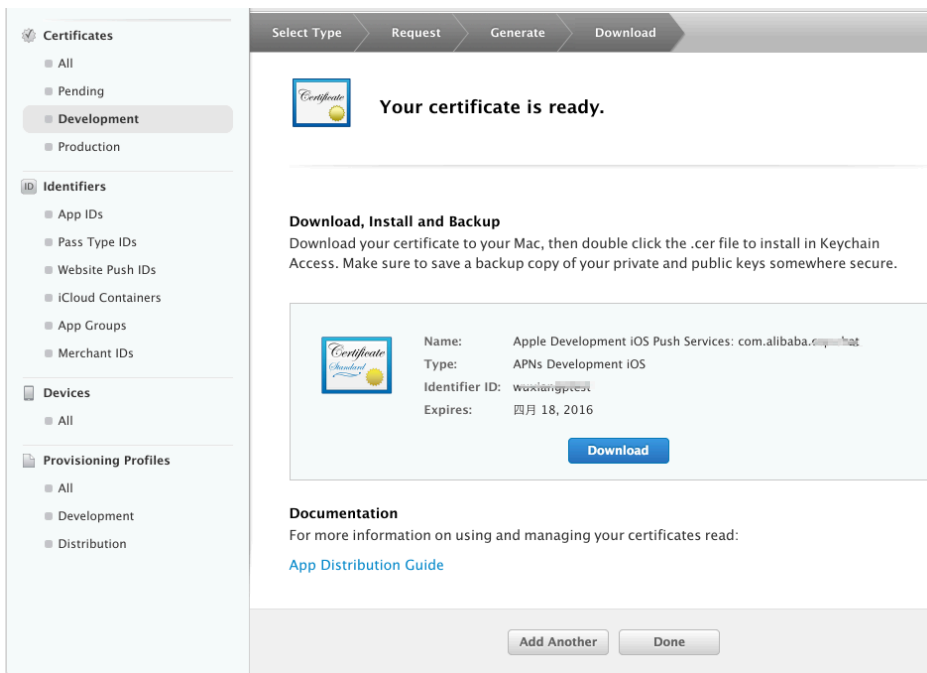 Certificates
All
Pending
Development
Production
ID Identifiers
App IDs
Pass Type IDs
Website Push IDs
iCloud Containers
App Groups
Merchant IDs
Devices
All
Provisioning Profiles
All
Development
Distribution
Select Type Request Generate Download
Certificate
Your certificate is ready.
Download, Install and Backup
Download your certificate to your Mac, then double click the .cer file to install in Keychain
Access. Make sure to save a backup copy of your private and public keys somewhere secure.
Certificate
Standard
Name: Apple Development iOS Push Services: com.alibaba.
Type: APNs Development iOS
Identifier ID:
Expires: 四月 18, 2016
Download
Documentation
For more information on using and managing your certificates read:
App Distribution Guide
Add Another Done